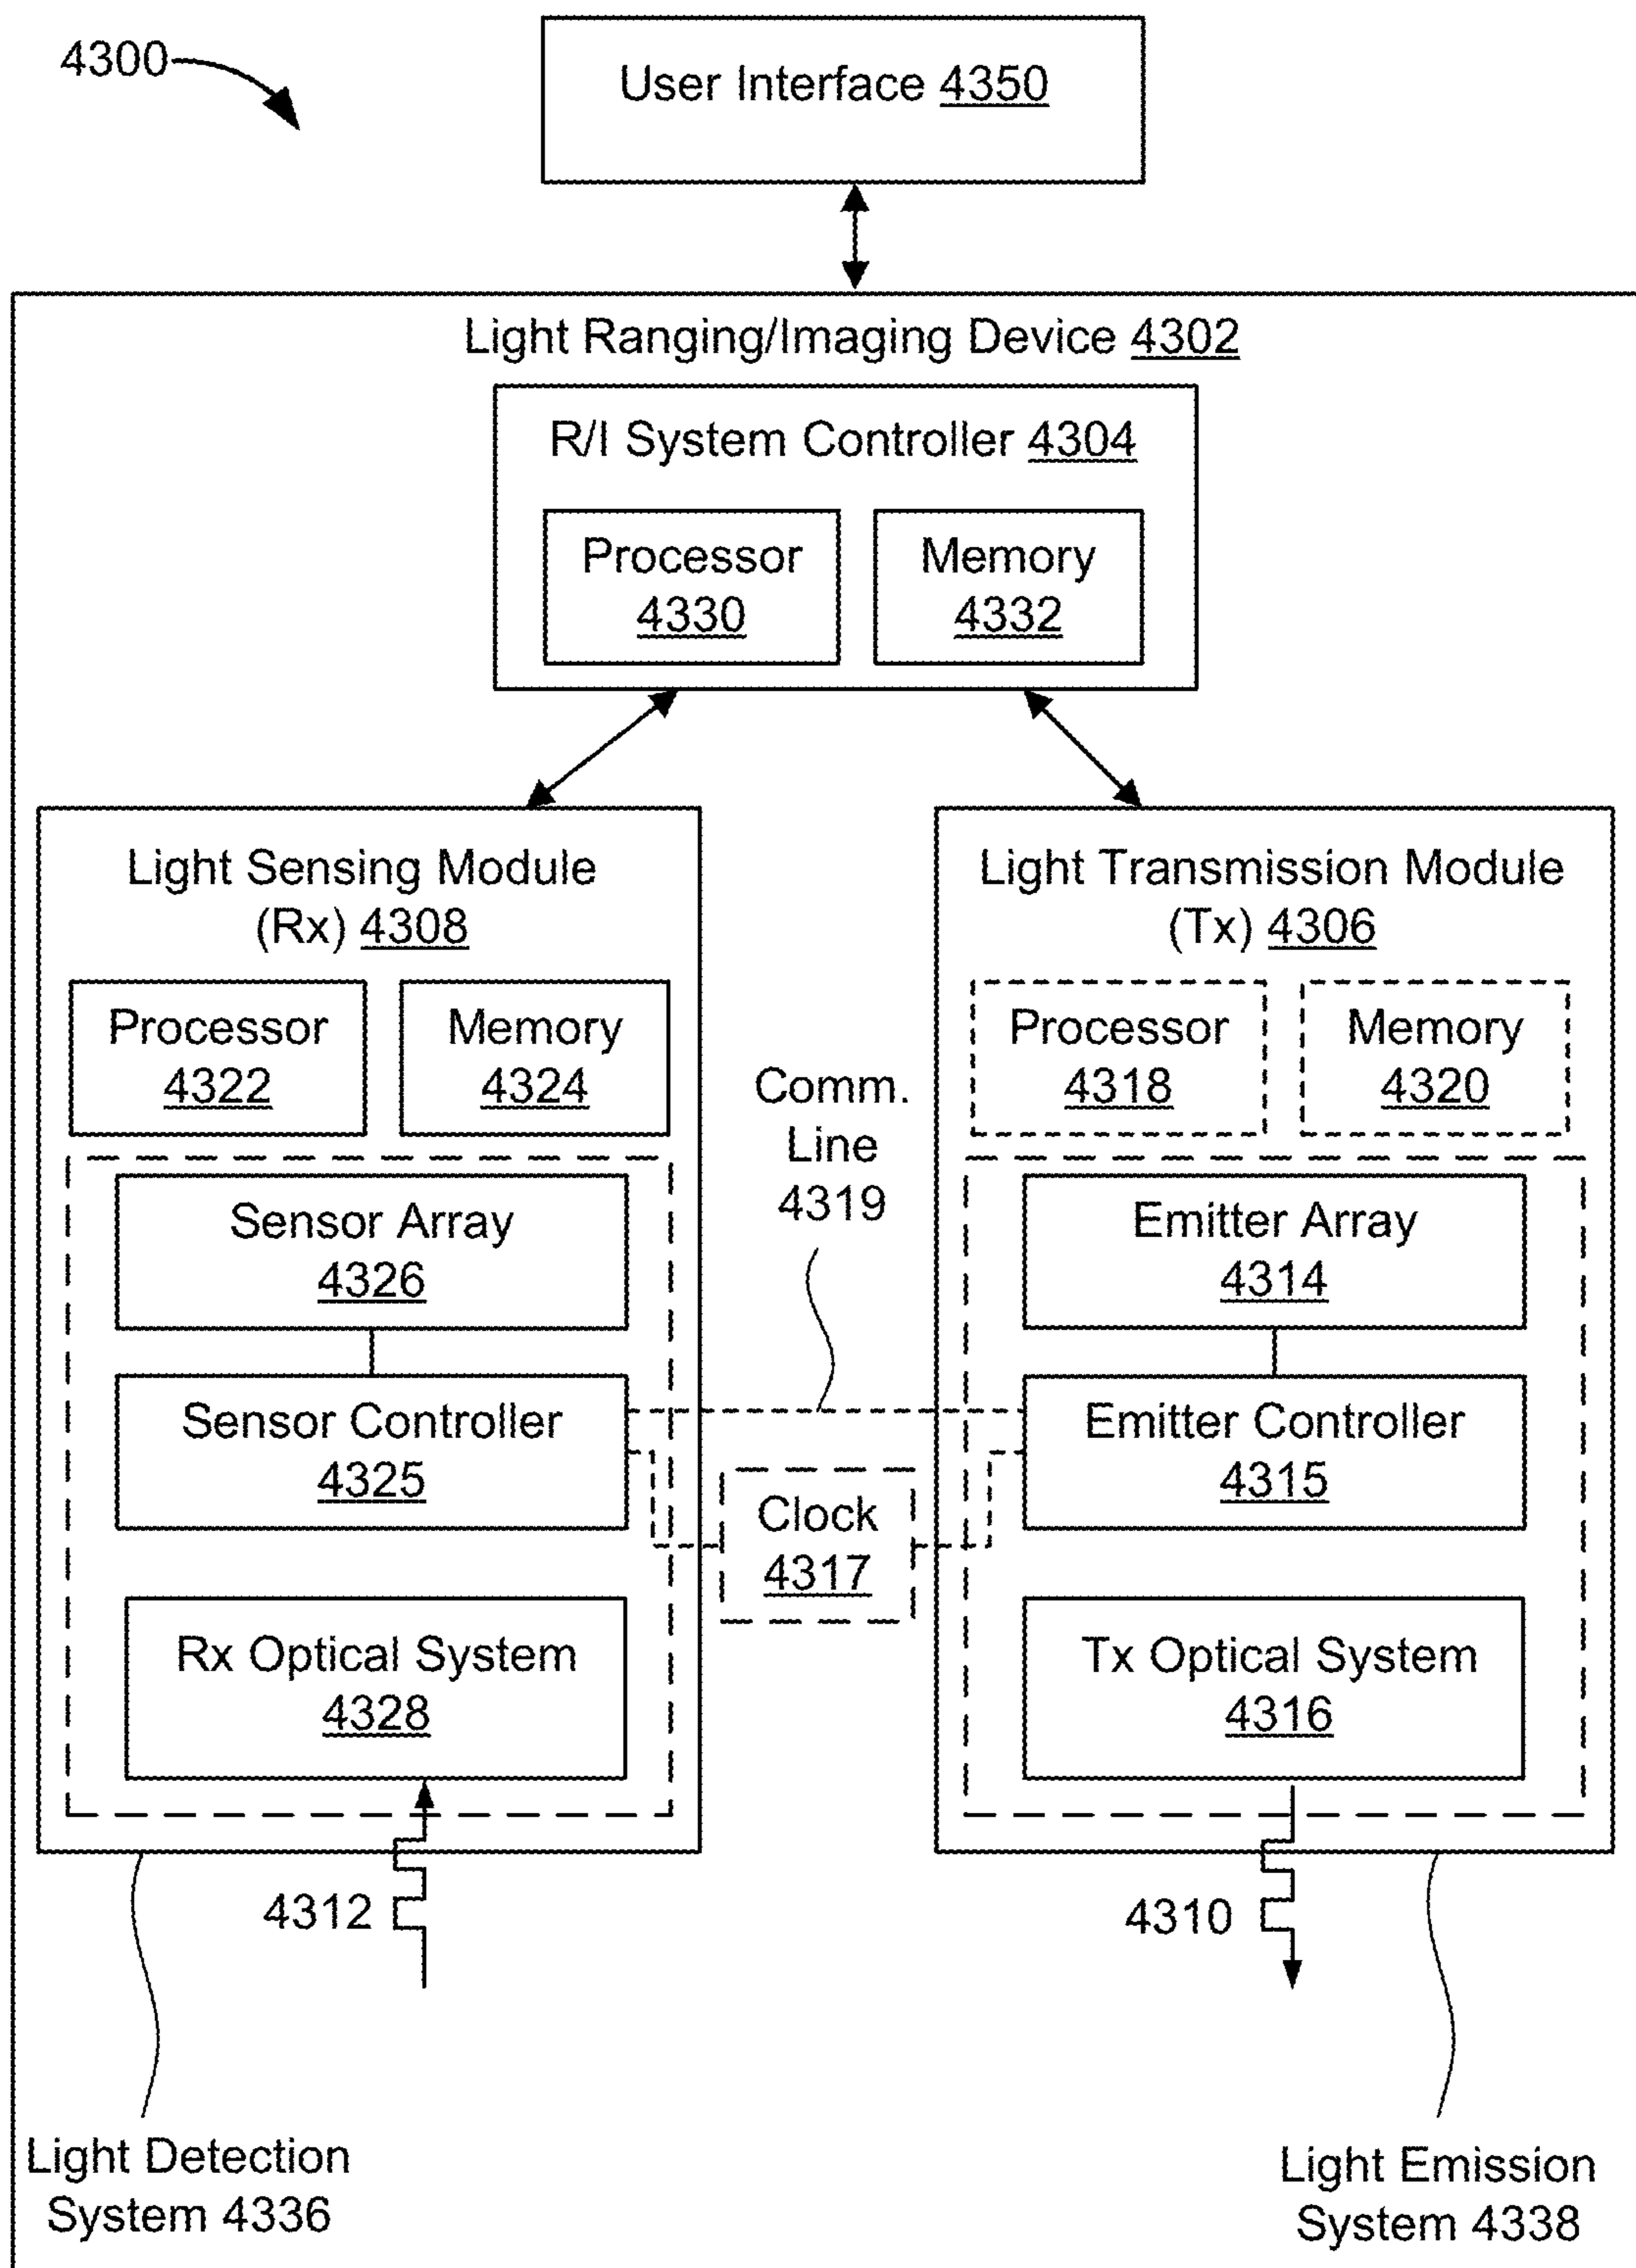 4300
User Interface 4350
Light Ranging/Imaging Device 4302
R/I System Controller 4304
Processor
4330
Memory
4332
Light Sensing Module
(Rx) 4308
Processor
4322
Memory
4324
Sensor Array
4326
Sensor Controller
4325
Rx Optical System
4328
4312
Light Detection
System 4336
Comm.
Line
4319
Clock
4317
Light Transmission Module
(Tx) 4306
Processor
4318
Memory
4320
Emitter Array
4314
Emitter Controller
4315
Tx Optical System
4316
4310
Light Emission
System 4338